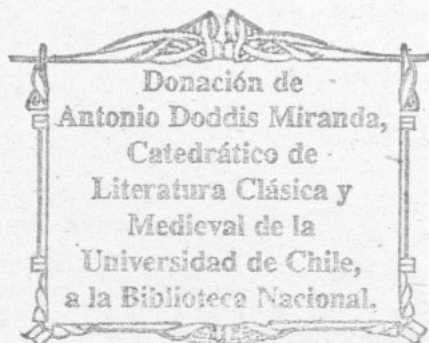 Donación de
Antonio Doddis Miranda,
Catedrático de
Literatura Clásica y
Medieval de la
Universidad de Chile,
a la Biblioteca Nacional.